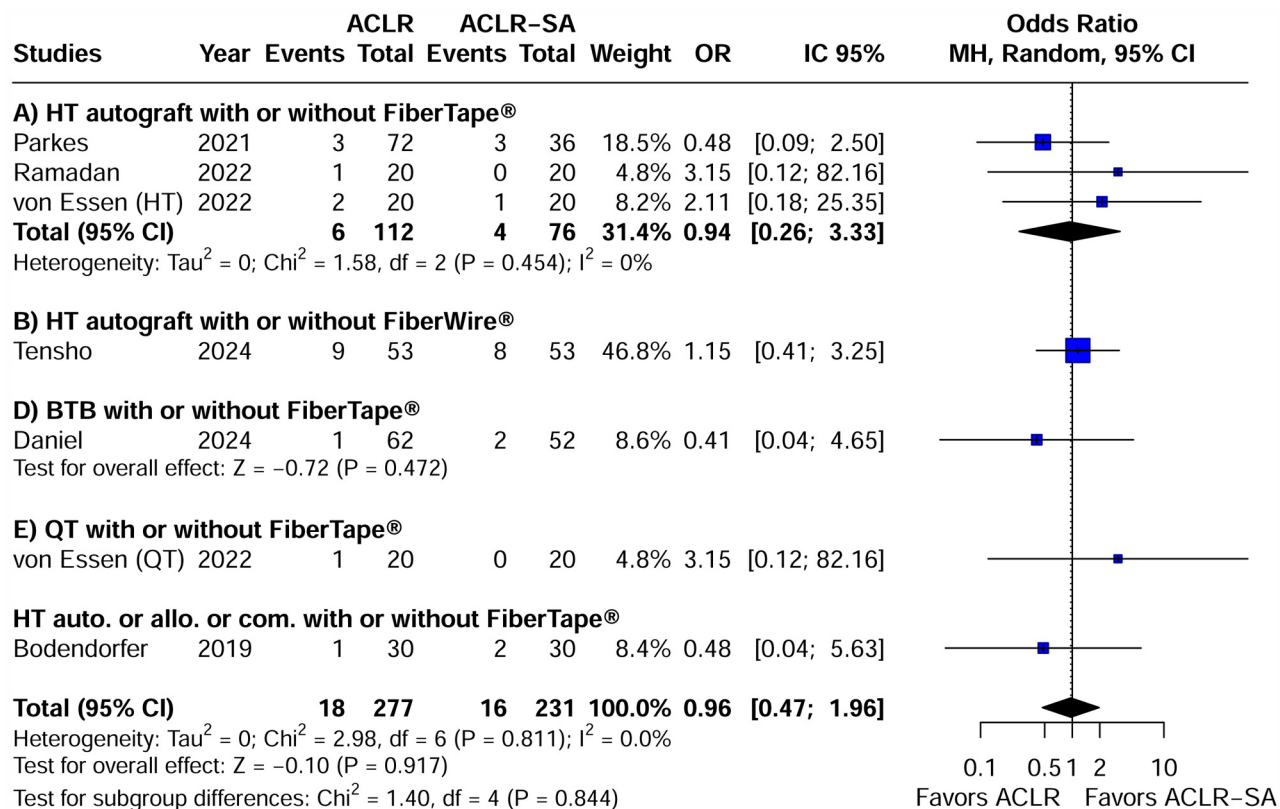 ACLR ACLR−SA Odds Ratio
Studies Year Events Total Events Total Weight OR IC 95% MH, Random, 95% CI
A) HT autograft with or without FiberTape®
Parkes 2021 3 72 3 36 18.5% 0.48 [0.09; 2.50]
Ramadan 2022 1 20 0 20 4.8% 3.15 [0.12; 82.16]
von Essen (HT) 2022 2 20 1 20 8.2% 2.11 [0.18; 25.35]
Total (95% CI) 6 112 4 76 31.4% 0.94 [0.26; 3.33]
Heterogeneity: Tau² = 0; Chi² = 1.58, df = 2 (P = 0.454); I² = 0%
B) HT autograft with or without FiberWire®
Tensho 2024 9 53 8 53 46.8% 1.15 [0.41; 3.25]
D) BTB with or without FiberTape®
Daniel 2024 1 62 2 52 8.6% 0.41 [0.04; 4.65]
Test for overall effect: Z = −0.72 (P = 0.472)
E) QT with or without FiberTape®
von Essen (QT) 2022 1 20 0 20 4.8% 3.15 [0.12; 82.16]
HT auto. or allo. or com. with or without FiberTape®
Bodendorfer 2019 1 30 2 30 8.4% 0.48 [0.04; 5.63]
Total (95% CI) 18 277 16 231 100.0% 0.96 [0.47; 1.96]
Heterogeneity: Tau² = 0; Chi² = 2.98, df = 6 (P = 0.811); I² = 0.0%
Test for overall effect: Z = −0.10 (P = 0.917)
0.1 0.5 1 2 10
Test for subgroup differences: Chi² = 1.40, df = 4 (P = 0.844)
Favors ACLR Favors ACLR−SA